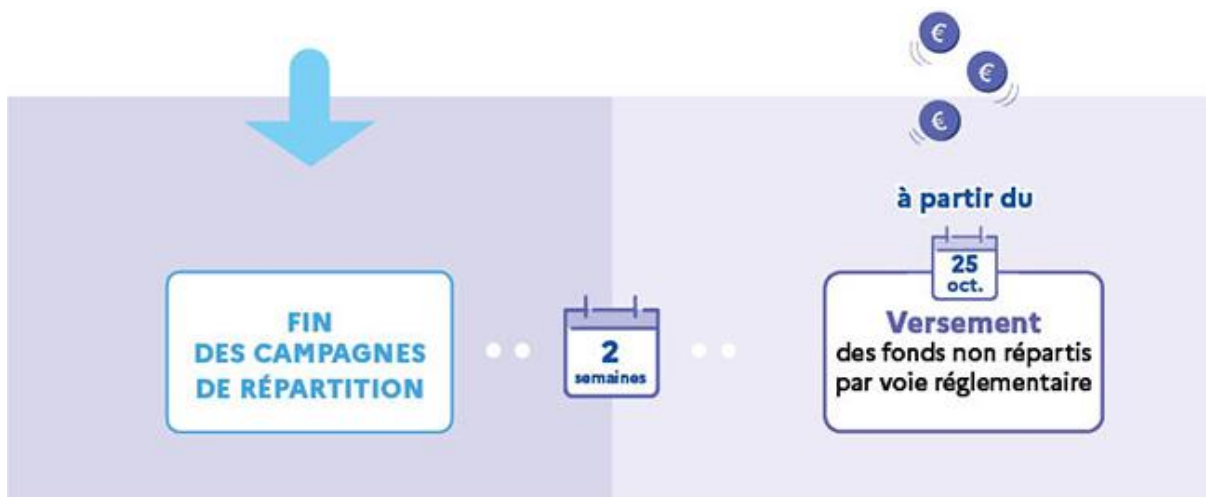 €
€
€
à partir du
25
oct.
FIN
DES CAMPAGNES
DE RÉPARTITION
2
semaines
Versement
des fonds non répartis
par voie réglementaire